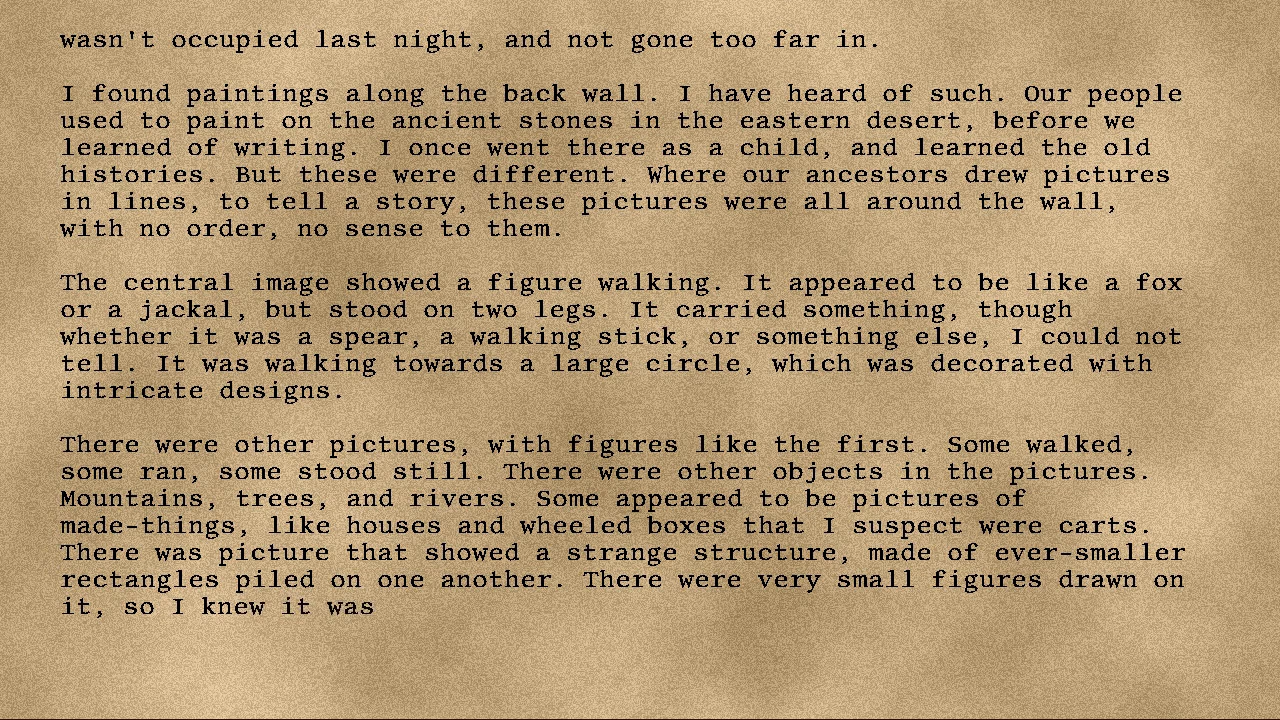 wasn't occupied last night, and not gone too far in.
I found paintings along the back wall. I have heard of such. Our people
used to paint on the ancient stones in the eastern desert, before we
learned of writing. I once went there as a child, and learned the old
histories. But these were different. Where our ancestors drew pictures
in lines, to tell a story, these pictures were all around the wall,
with no order, no sense to them.
The central image showed a figure walking. It appeared to be like a fox
or a jackal, but stood on two legs. It carried something, though
whether it was a spear, a walking stick, or something else, I could not
tell. It was walking towards a large circle, which was decorated with
intricate designs.
There were other pictures, with figures like the first. Some walked,
some ran, some stood still. There were other objects in the pictures.
Mountains, trees, and rivers. Some appeared to be pictures of
made-things, like houses and wheeled boxes that I suspect were carts.
There was picture that showed a strange structure, made of ever-smaller
rectangles piled on one another. There were very small figures drawn on
it, so I knew it was